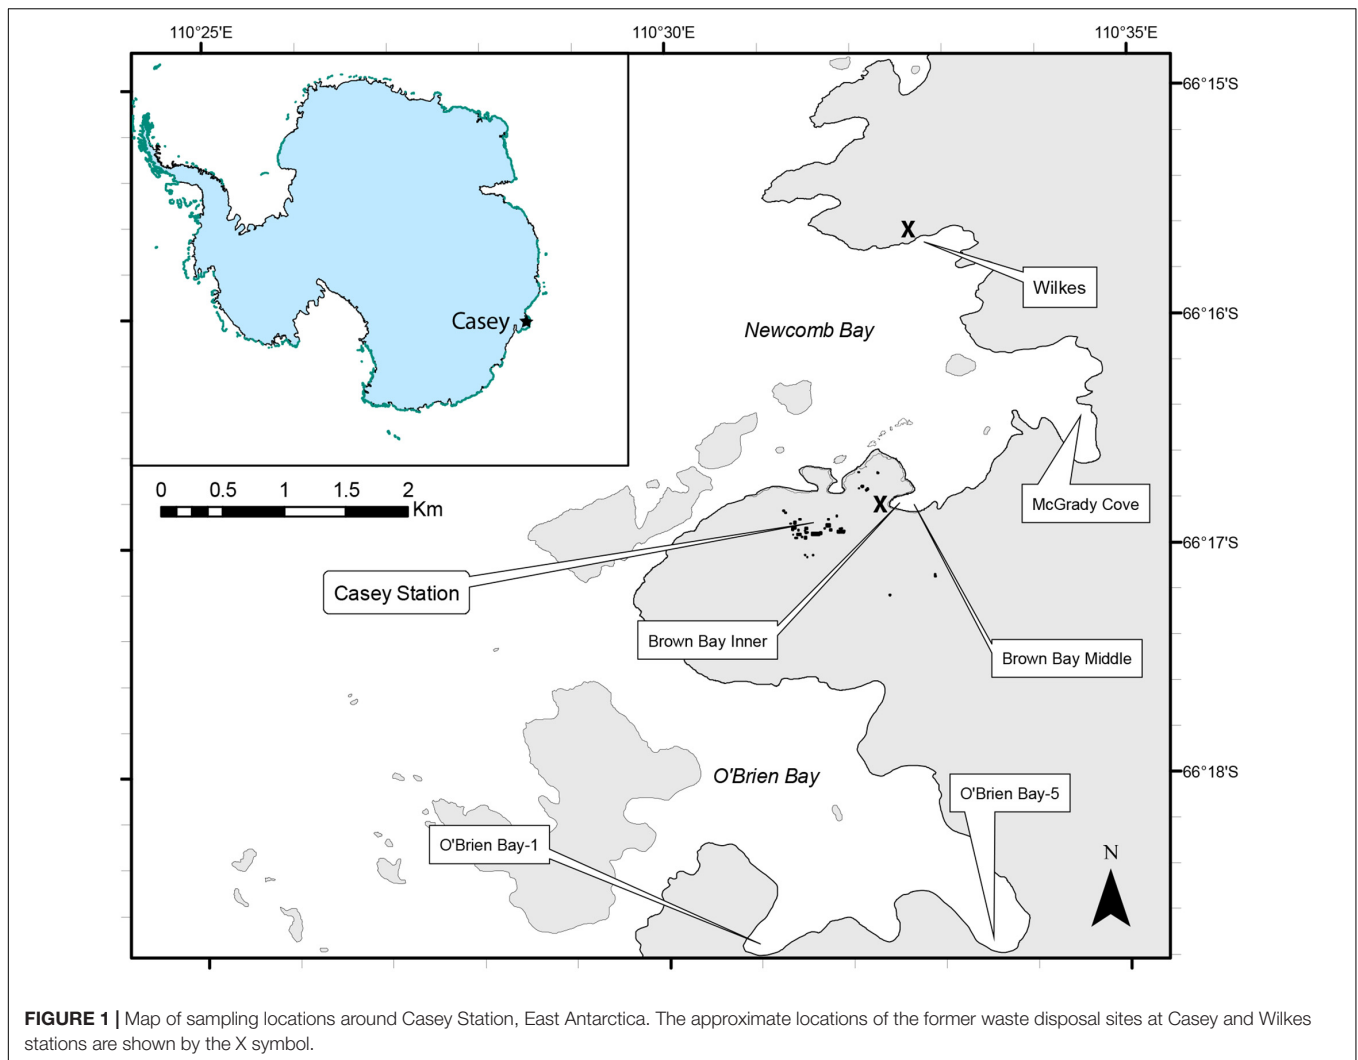 110°25'E 110°30'E 110°35'E
66°15'S
Wilkes
66°16'S
Casey
Newcomb Bay
0 0.5 1 1.5 2
Km
McGrady Cove
66°17'S
Casey Station
Brown Bay Inner
Brown Bay Middle
66°18'S
O'Brien Bay
O'Brien Bay-5
O'Brien Bay-1
N
X
X
FIGURE 1 | Map of sampling locations around Casey Station, East Antarctica. The approximate locations of the former waste disposal sites at Casey and Wilkes
stations are shown by the X symbol.